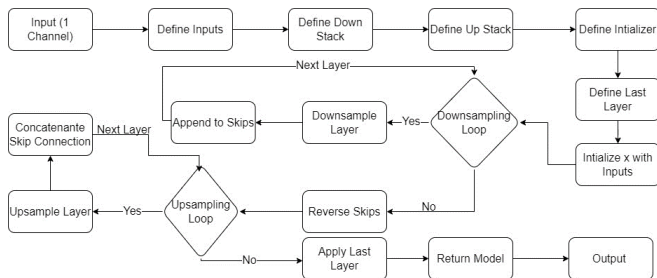 Input (1
Channel)
Define Inputs
Define Down
Stack
Define Up Stack
Define Intializer
Next Layer
Define Last
Layer
Concatenante
Skip Connection
Next Layer
Append to Skips
Downsample
Layer
Yes
Downsampling
Loop
Intialize x with
Inputs
Upsample Layer
Yes
Upsampling
Loop
Reverse Skips
No
No
Apply Last
Layer
Return Model
Output